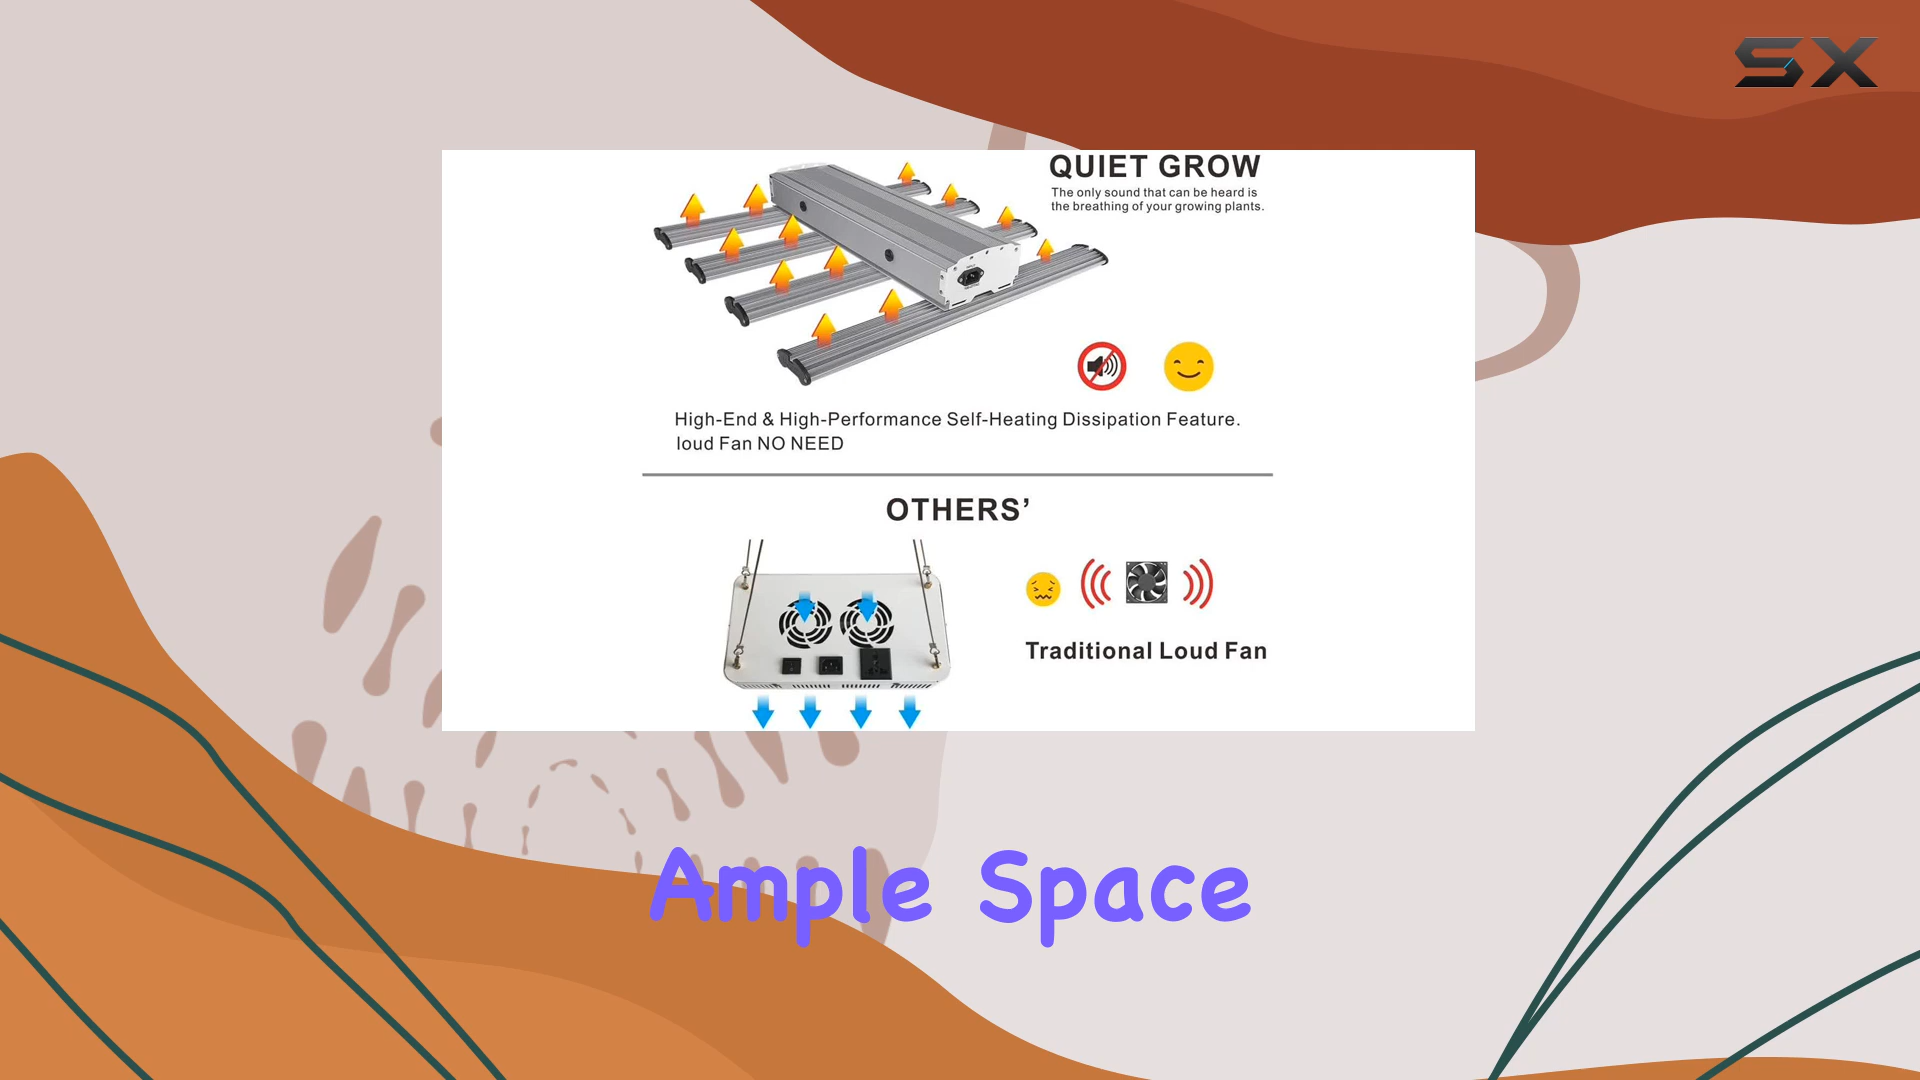 SX
QUIET GROW
The only sound that can be heard is
the breathing of your growing plants.
High-End & High-Performance Self-Heating Dissipation Feature.
loud Fan NO NEED
OTHERS’
Traditional Loud Fan
Ample Space